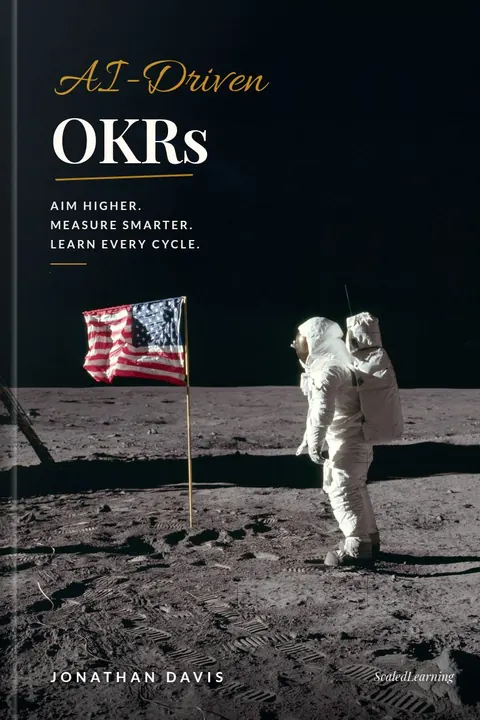 AI-Driven
OKRs
AIM HIGHER.
MEASURE SMARTER.
LEARN EVERY CYCLE.
JONATHAN DAVIS
ScaledLearning